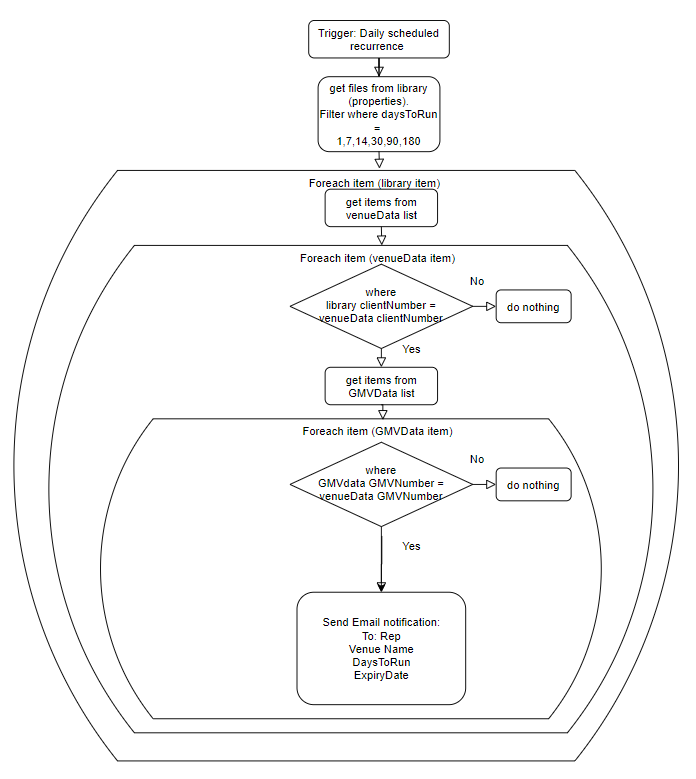 Trigger: Daily scheduled
recurrence
get files from library
(properties).
Filter where daysToRun
=
1,7,14,30,90,180
Foreach item (library item)
get items from
venueData list
Foreach item (venueData item)
where
library clientNumber =
venueData clientNumber
No
do nothing
Yes
get items from
GMVData list
Foreach item (GMVData item)
where
GMVdata GMVNumber =
venueData GMVNumber
No
do nothing
Yes
Send Email notification:
To: Rep
Venue Name
DaysToRun
ExpiryDate